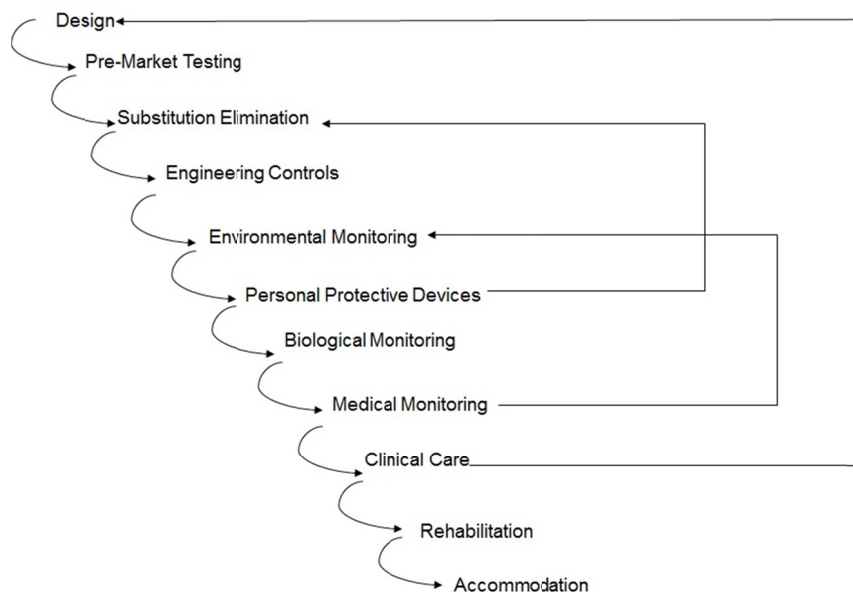 Design
Pre-Market Testing
Substitution Elimination
Engineering Controls
Environmental Monitoring
Personal Protective Devices
Biological Monitoring
Medical Monitoring
Clinical Care
Rehabilitation
Accommodation